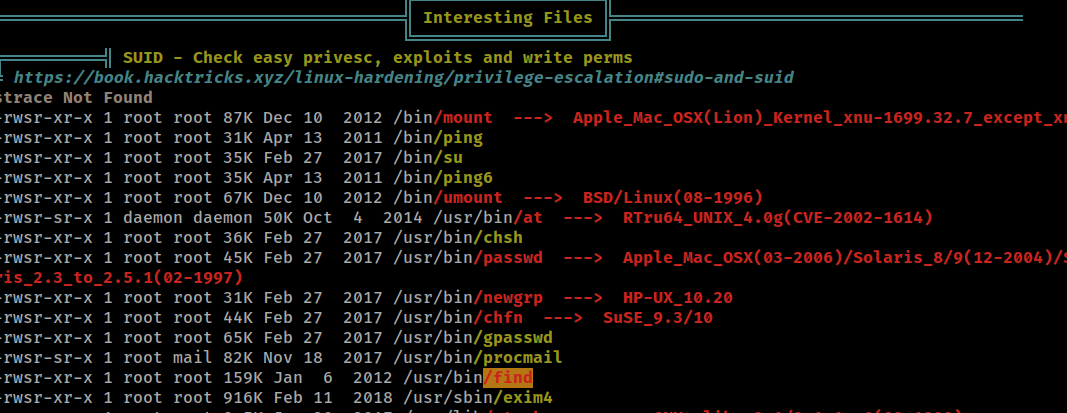 Interesting Files
SUID - Check easy privesc, exploits and write perms
https://book.hacktricks.xyz/linux-hardening/privilege-escalation#sudo-and-suid
strace Not Found
-rwsr-xr-x 1 root root 87K Dec 10  2012 /bin/mount  --->  Apple_Mac_OSX(Lion)_Kernel_xnu-1699.32.7_except_xn
-rwsr-xr-x 1 root root 31K Apr 13  2011 /bin/ping
-rwsr-xr-x 1 root root 35K Feb 27  2017 /bin/su
-rwsr-xr-x 1 root root 35K Apr 13  2011 /bin/ping6
-rwsr-xr-x 1 root root 67K Dec 10  2012 /bin/umount  --->  BSD/Linux(08-1996)
-rwsr-sr-x 1 daemon daemon 50K Oct  4  2014 /usr/bin/at  --->  RTru64_UNIX_4.0g(CVE-2002-1614)
-rwsr-xr-x 1 root root 36K Feb 27  2017 /usr/bin/chsh
-rwsr-xr-x 1 root root 45K Feb 27  2017 /usr/bin/passwd  --->  Apple_Mac_OSX(03-2006)/Solaris_8/9(12-2004)/S
ris_2.3_to_2.5.1(02-1997)
-rwsr-xr-x 1 root root 31K Feb 27  2017 /usr/bin/newgrp  --->  HP-UX_10.20
-rwsr-xr-x 1 root root 44K Feb 27  2017 /usr/bin/chfn  --->  SuSE_9.3/10
-rwsr-xr-x 1 root root 65K Feb 27  2017 /usr/bin/gpasswd
-rwsr-sr-x 1 root mail 82K Nov 18  2017 /usr/bin/procmail
-rwsr-xr-x 1 root root 159K Jan  6  2012 /usr/bin/find
-rwsr-xr-x 1 root root 916K Feb 11  2018 /usr/sbin/exim4